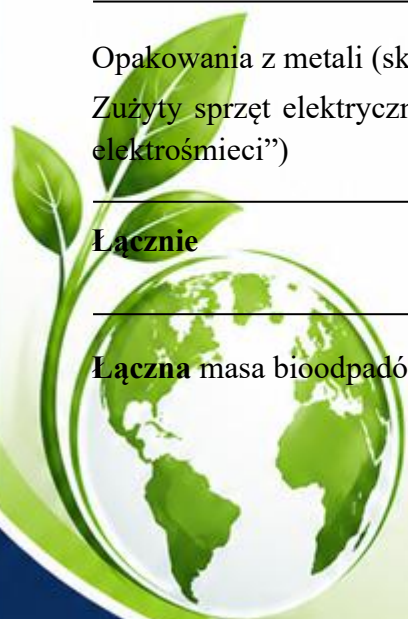 Opakowania z metali (sk
Zużyty sprzęt elektryczn
elektrośmieci”)
Łącznie
Łączna masa bioodpadó